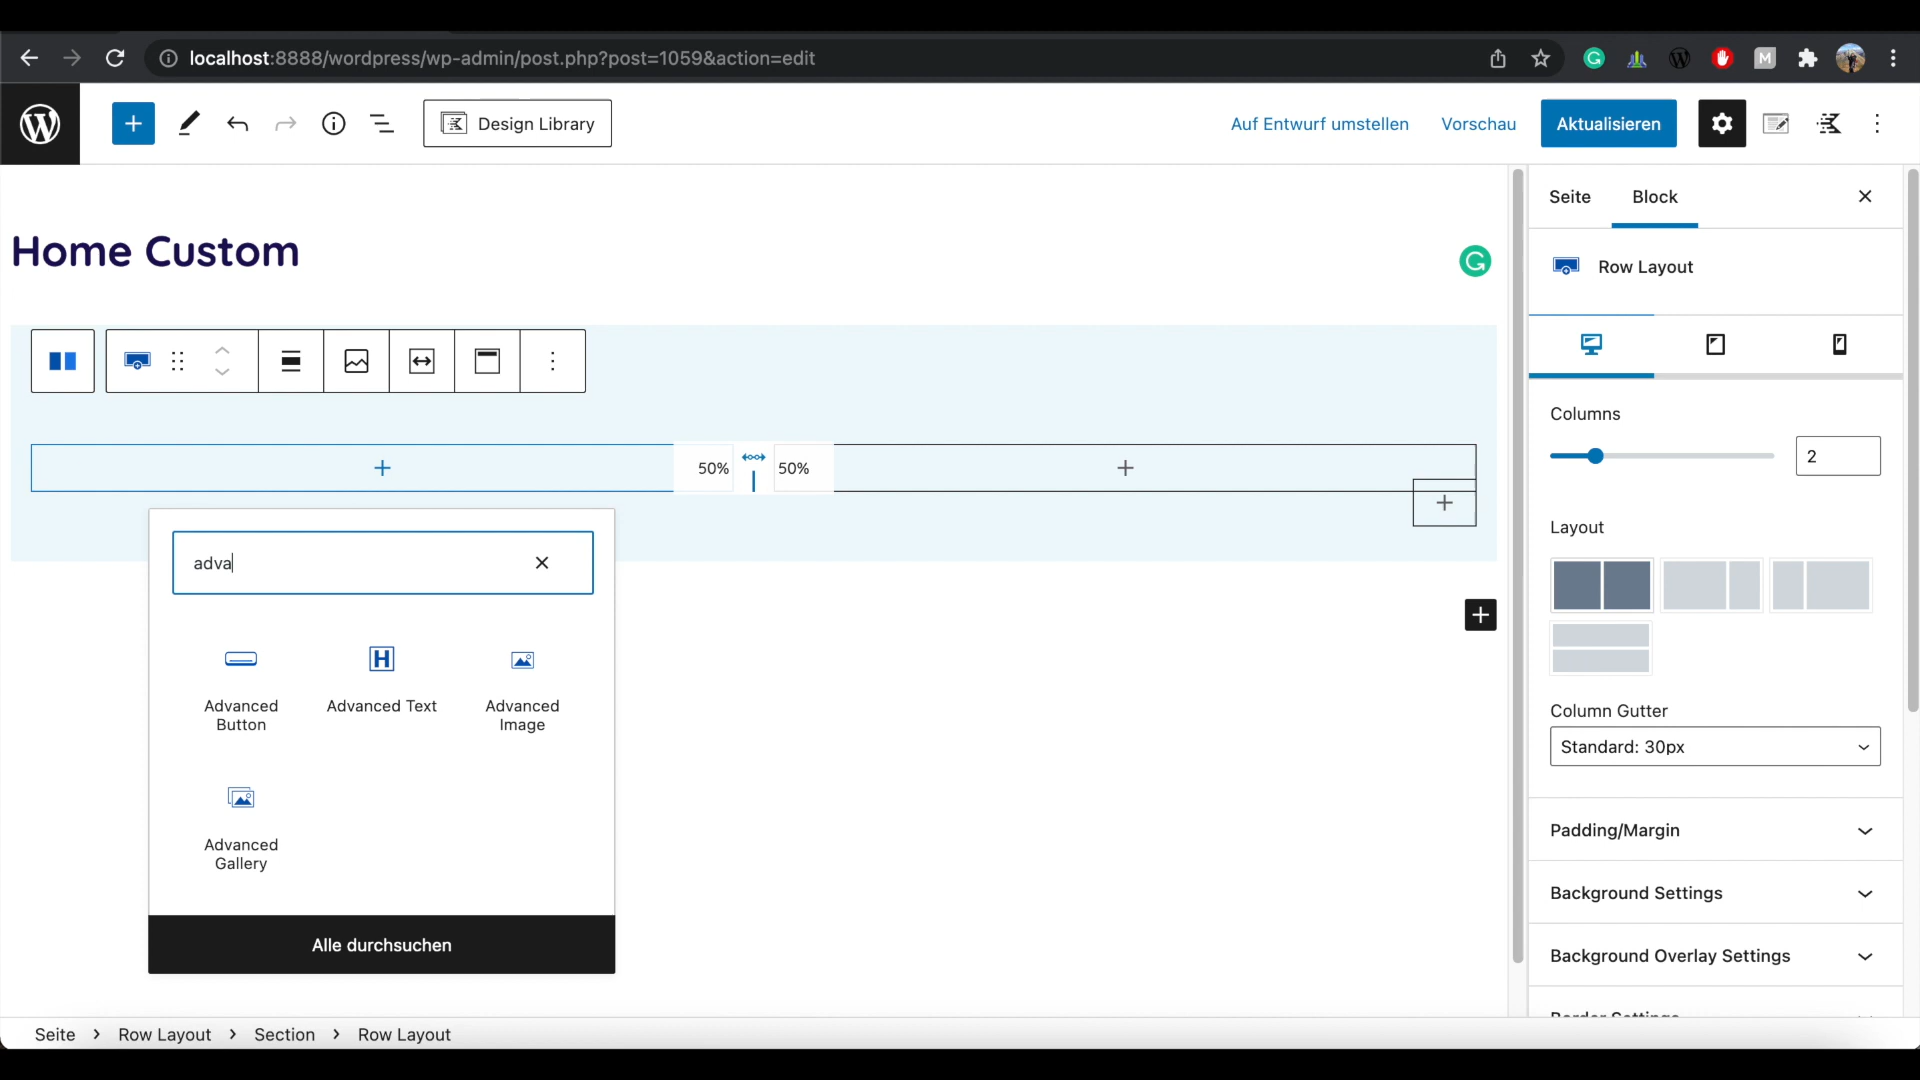 localhost:8888/wordpress/wp-admin/post.php?post=1059&action=edit
Design Library
Auf Entwurf umstellen
Vorschau
Aktualisieren
Seite
Block
Home Custom
Row Layout
Columns
2
50%
50%
Layout
adva
Advanced
Button
Advanced Text
Advanced
Image
Advanced
Gallery
Alle durchsuchen
Column Gutter
Standard: 30px
Padding/Margin
Background Settings
Background Overlay Settings
Border Settings
Seite > Row Layout > Section > Row Layout